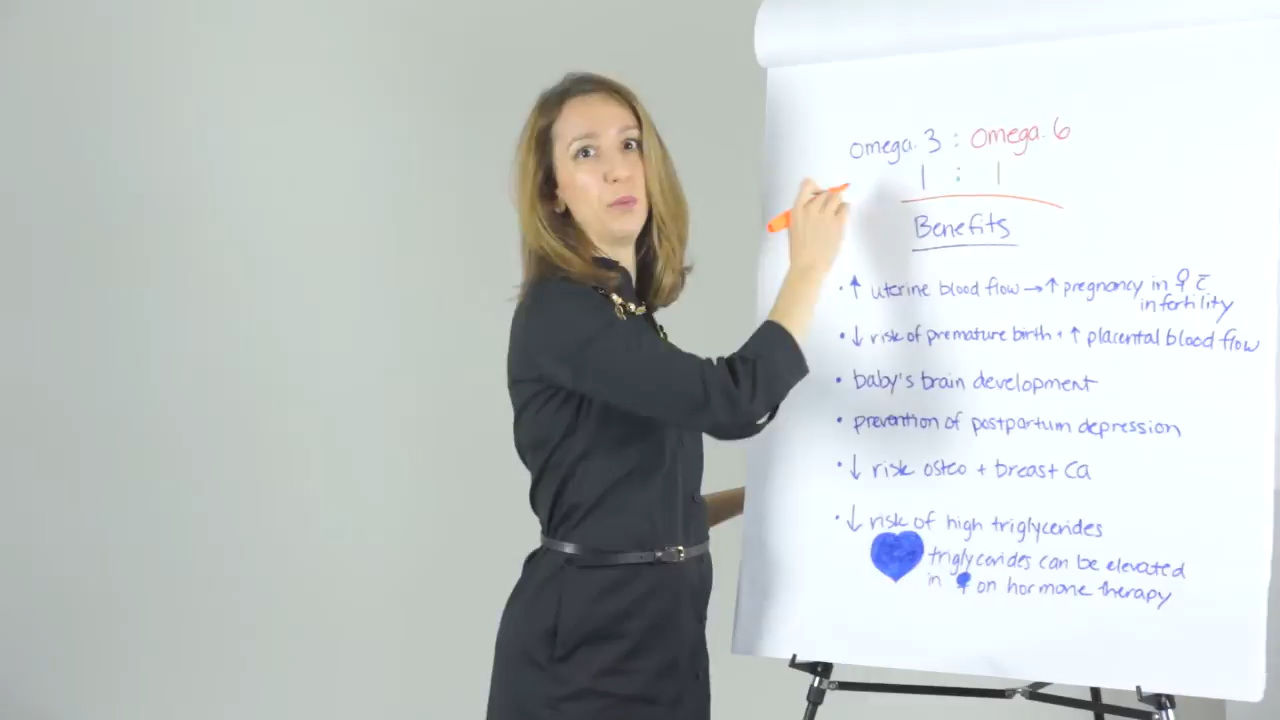 omega.3 : omega.6
1 : 1
Benefits
• ↑ uterine blood flow → ↑ pregnancy in ♀ c̄
infertility
• ↓ risk of premature birth + ↑ placental blood flow
• baby's brain development
• prevention of postpartum depression
• ↓ risk osteo + breast Ca
• ↓ risk of high triglycerides
triglycerides can be elevated
in ♀ on hormone therapy